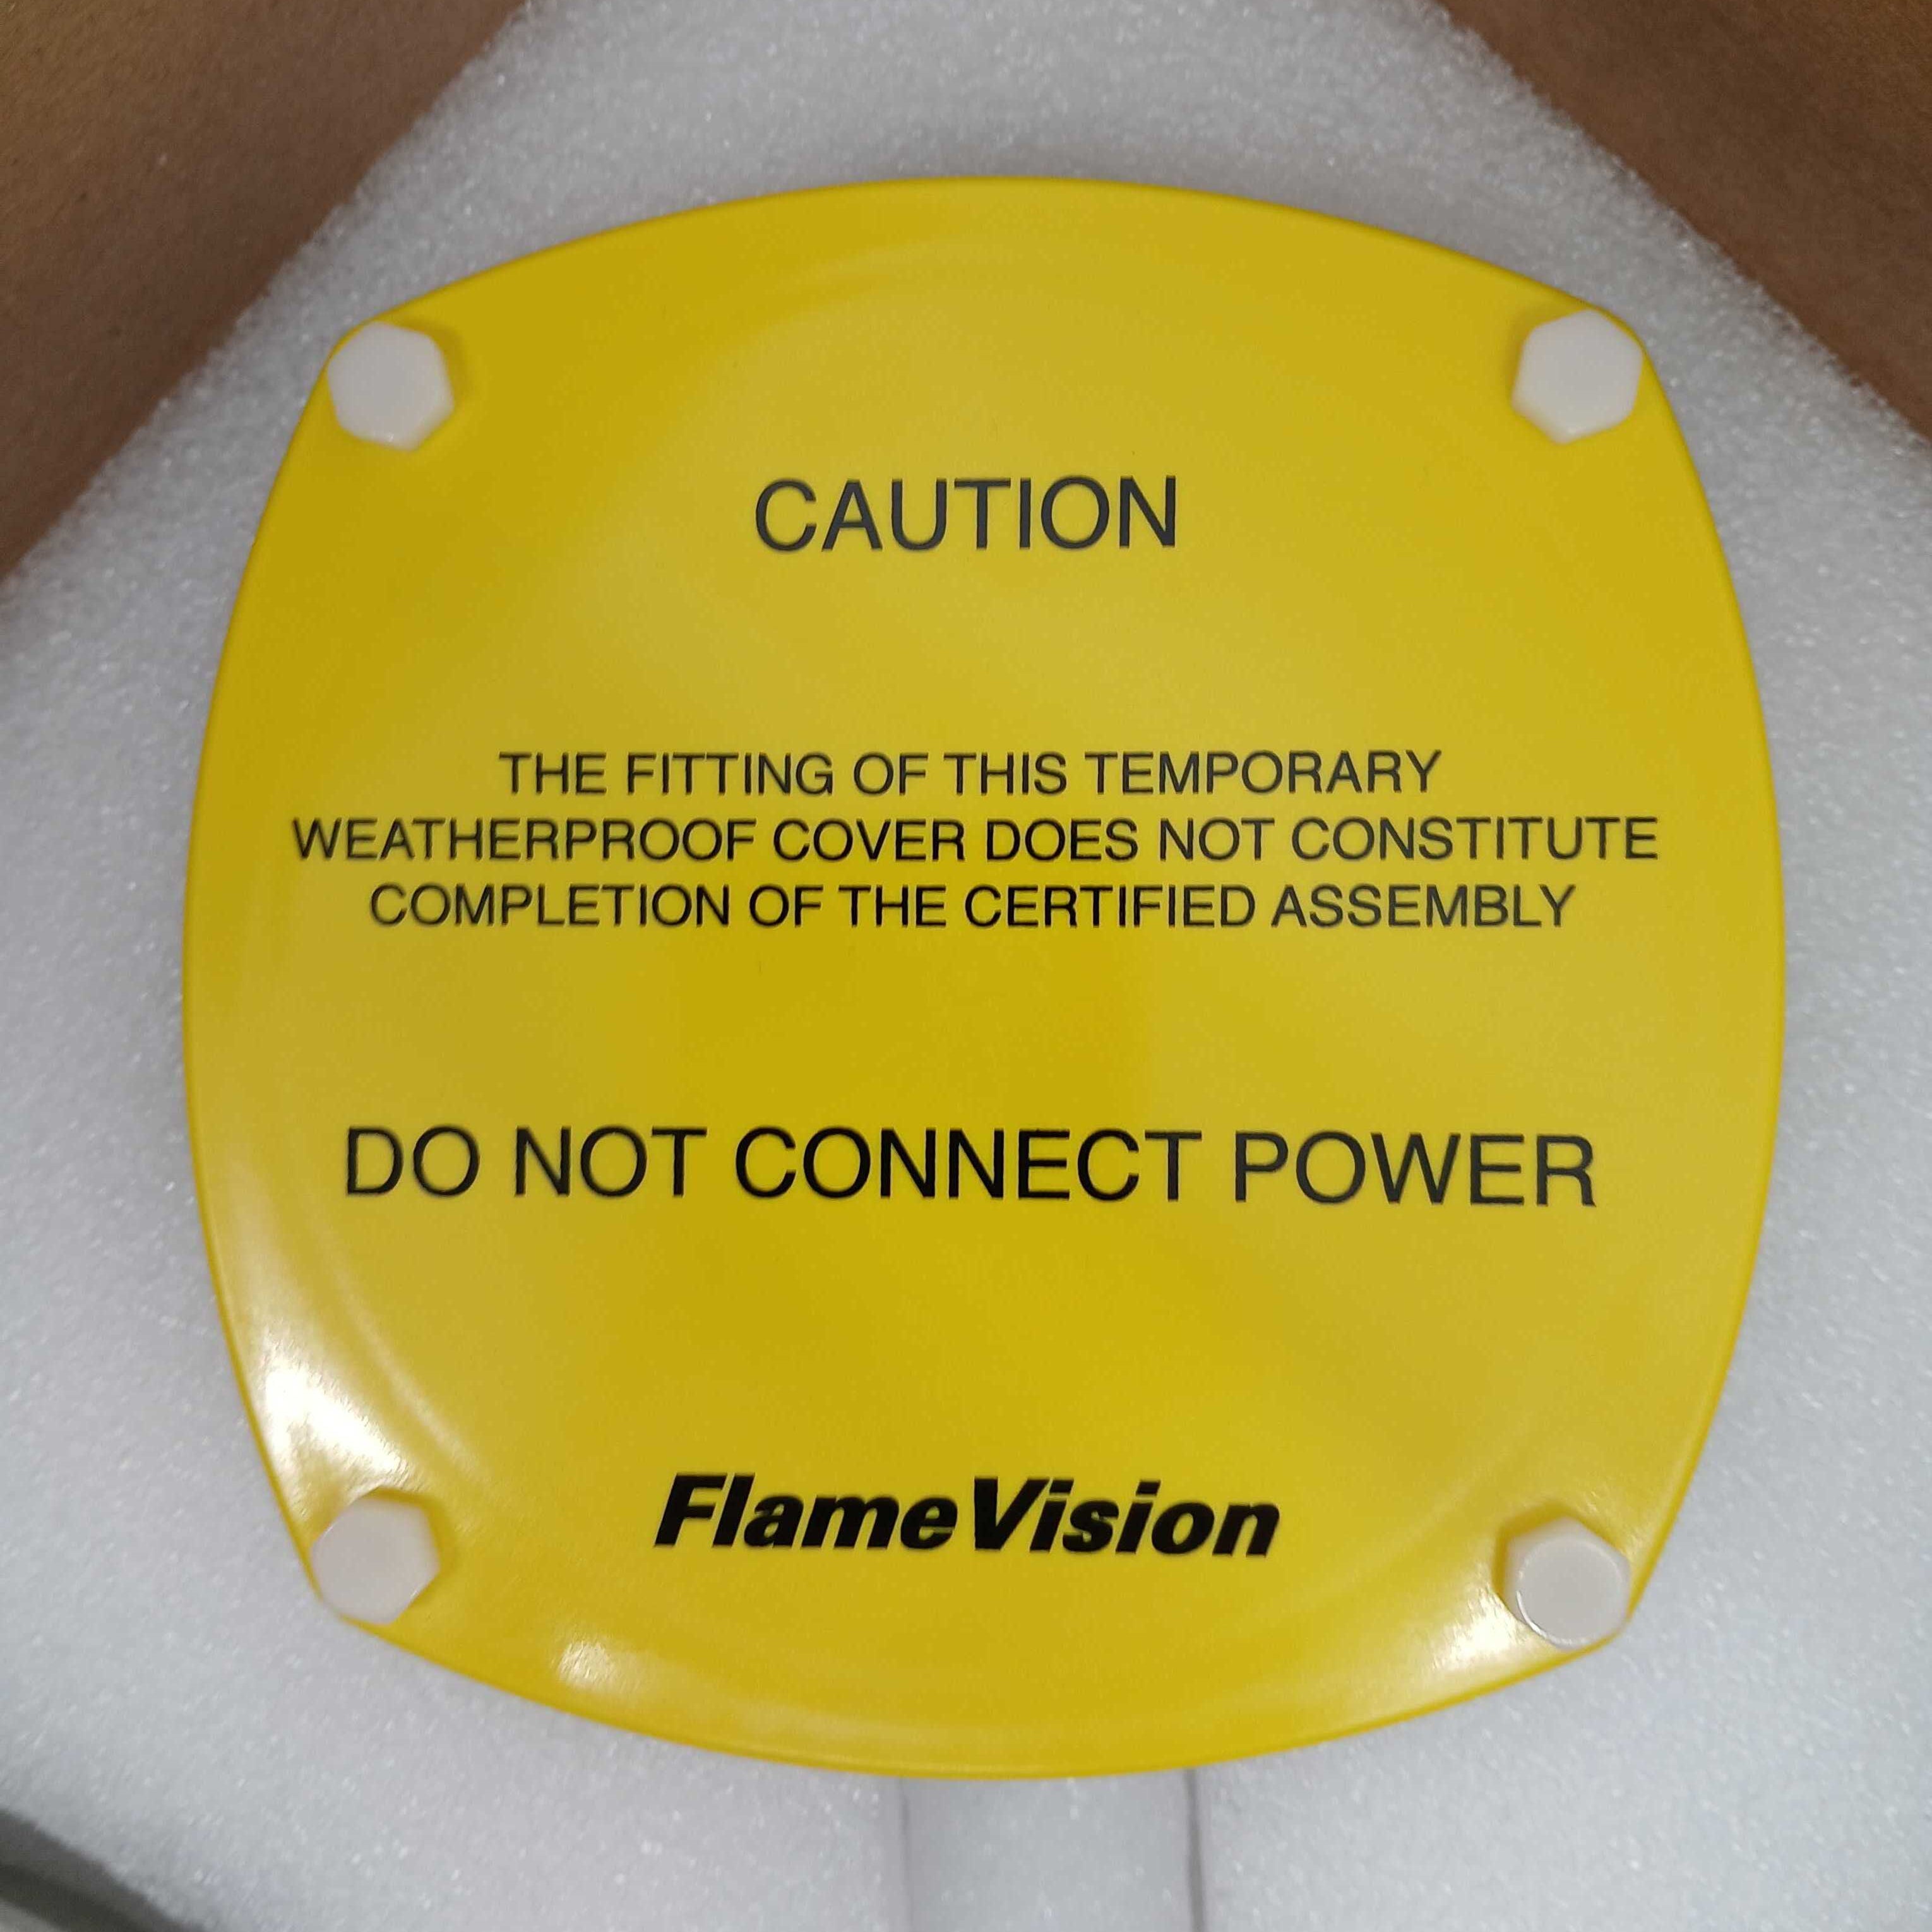 CAUTION
THE FITTING OF THIS TEMPORARY
WEATHERPROOF COVER DOES NOT CONSTITUTE
COMPLETION OF THE CERTIFIED ASSEMBLY
DO NOT CONNECT POWER
FlameVision